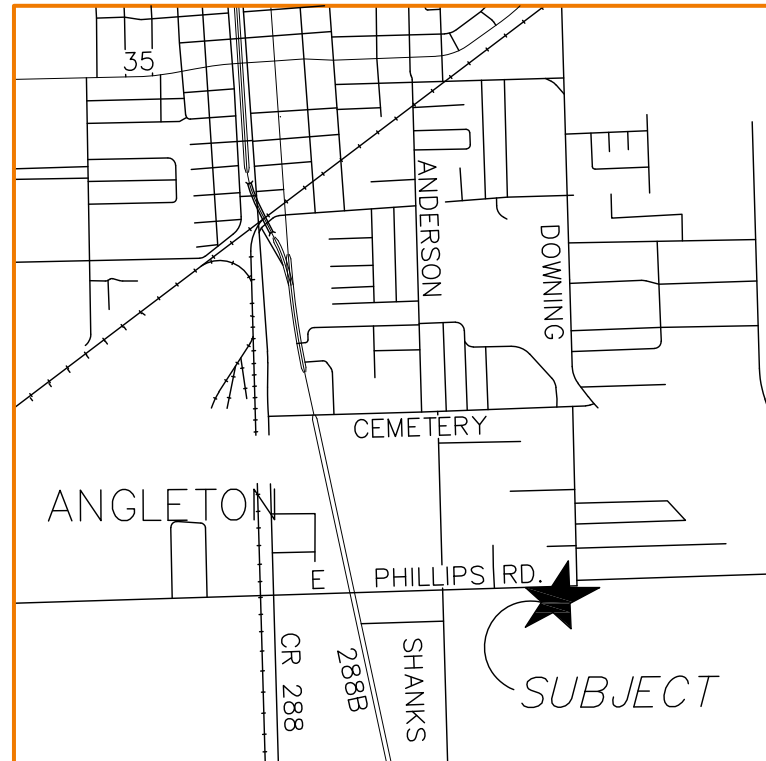 35
ANDERSON
DOWNING
CEMETERY
ANGLETON
E PHILLIPS RD.
CR 288
288B
SHANKS
SUBJECT